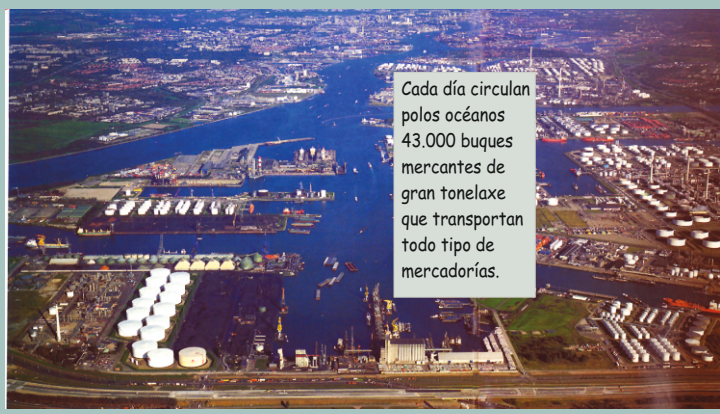 Cada día circulan
polos océanos
43.000 buques
mercantes de
gran tonelaxe
que transportan
todo tipo de
mercadorías.